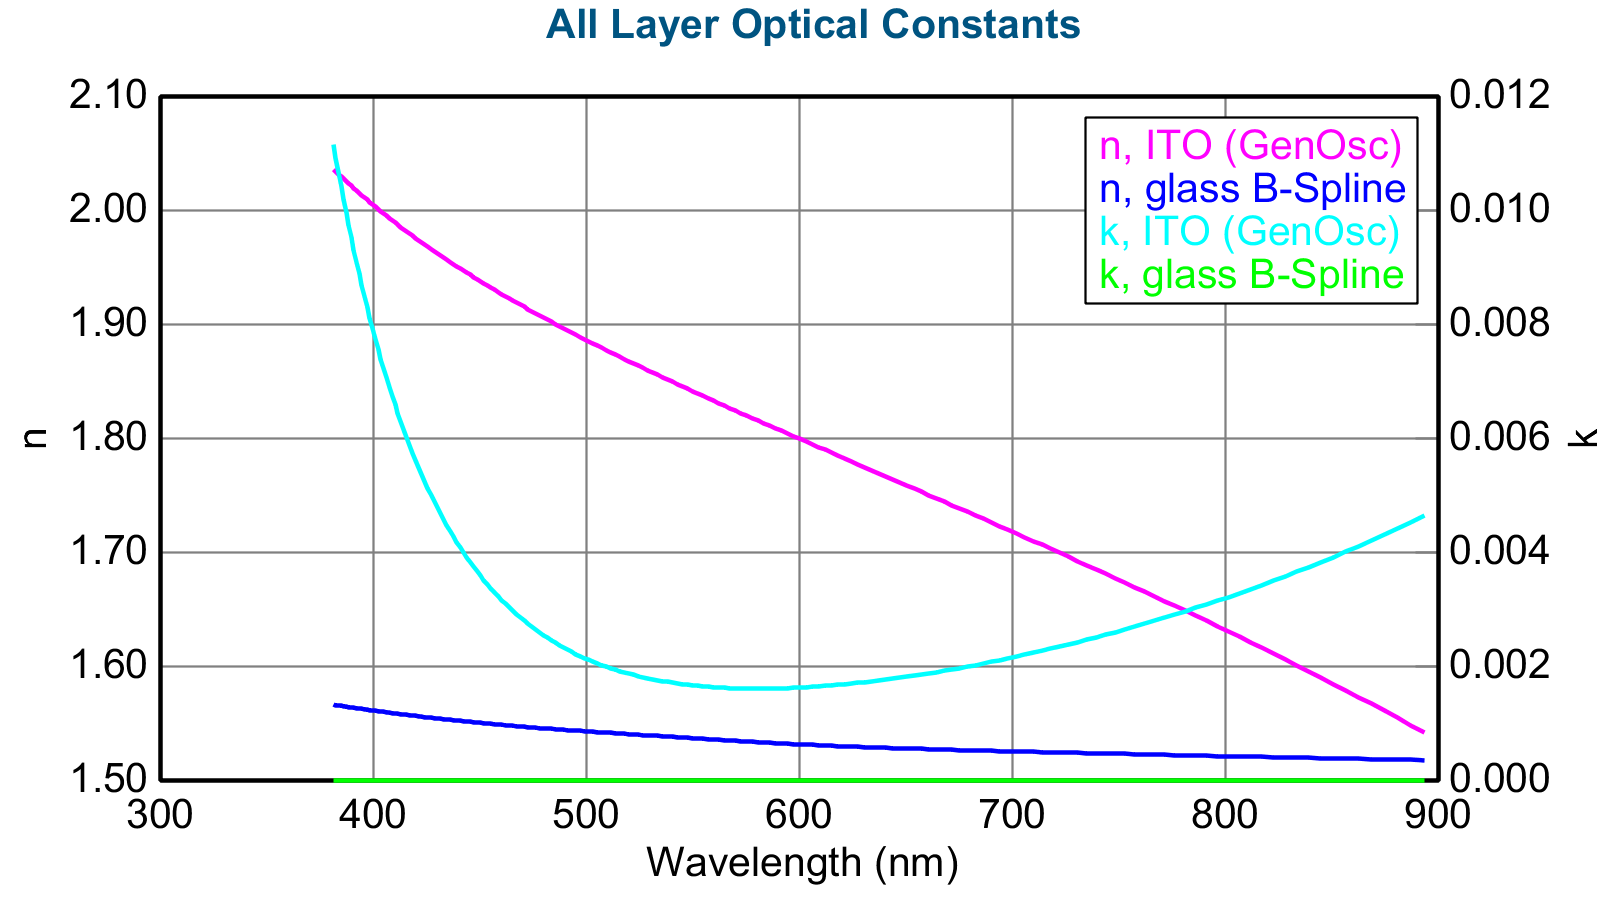 All Layer Optical Constants
2.10
2.00
1.90
1.80
1.70
1.60
1.50
n
n, ITO (GenOsc)
n, glass B-Spline
k, ITO (GenOsc)
k, glass B-Spline
0.012
0.010
0.008
0.006
0.004
0.002
0.000
k
300 400 500 600 700 800 900
Wavelength (nm)